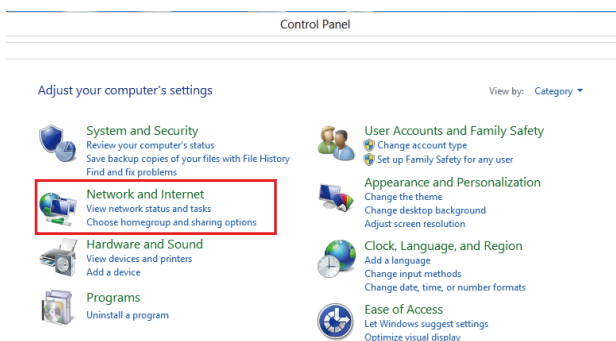 Control Panel
Adjust your computer's settings
View by: Category
System and Security
Review your computer's status
Save backup copies of your files with File History
Find and fix problems
Network and Internet
View network status and tasks
Choose homegroup and sharing options
Hardware and Sound
View devices and printers
Add a device
Programs
Uninstall a program
User Accounts and Family Safety
Change account type
Set up Family Safety for any user
Appearance and Personalization
Change the theme
Change desktop background
Adjust screen resolution
Clock, Language, and Region
Add a language
Change input methods
Change date, time, or number formats
Ease of Access
Let Windows suggest settings
Optimize visual display